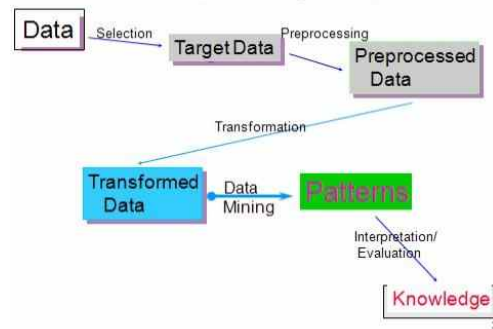 Data
Selection
Target Data
Preprocessing
Preprocessed
Data
Transformation
Transformed
Data
Data
Mining
Patterns
Interpretation/
Evaluation
Knowledge